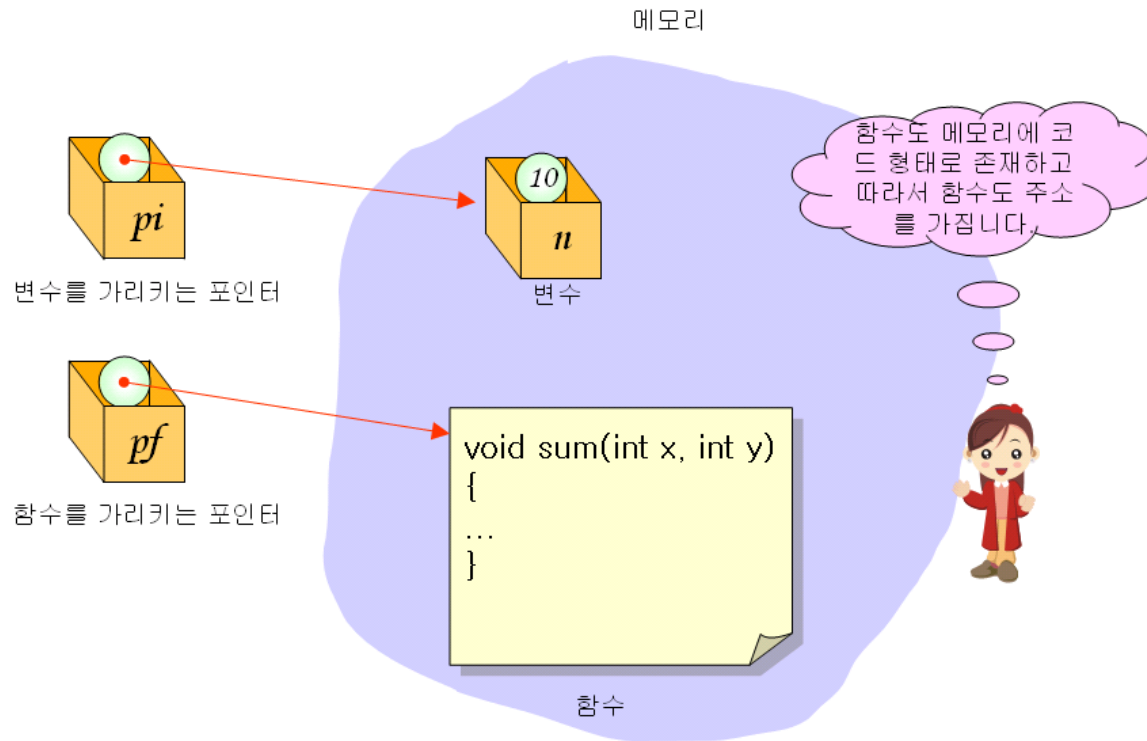 메모리
함수도 메모리에 코
드 형태로 존재하고
따라서 함수도 주소
를 가집니다.
pi
변수를 가리키는 포인터
10
n
변수
pf
함수를 가리키는 포인터
void sum(int x, int y)
{
...
}
함수